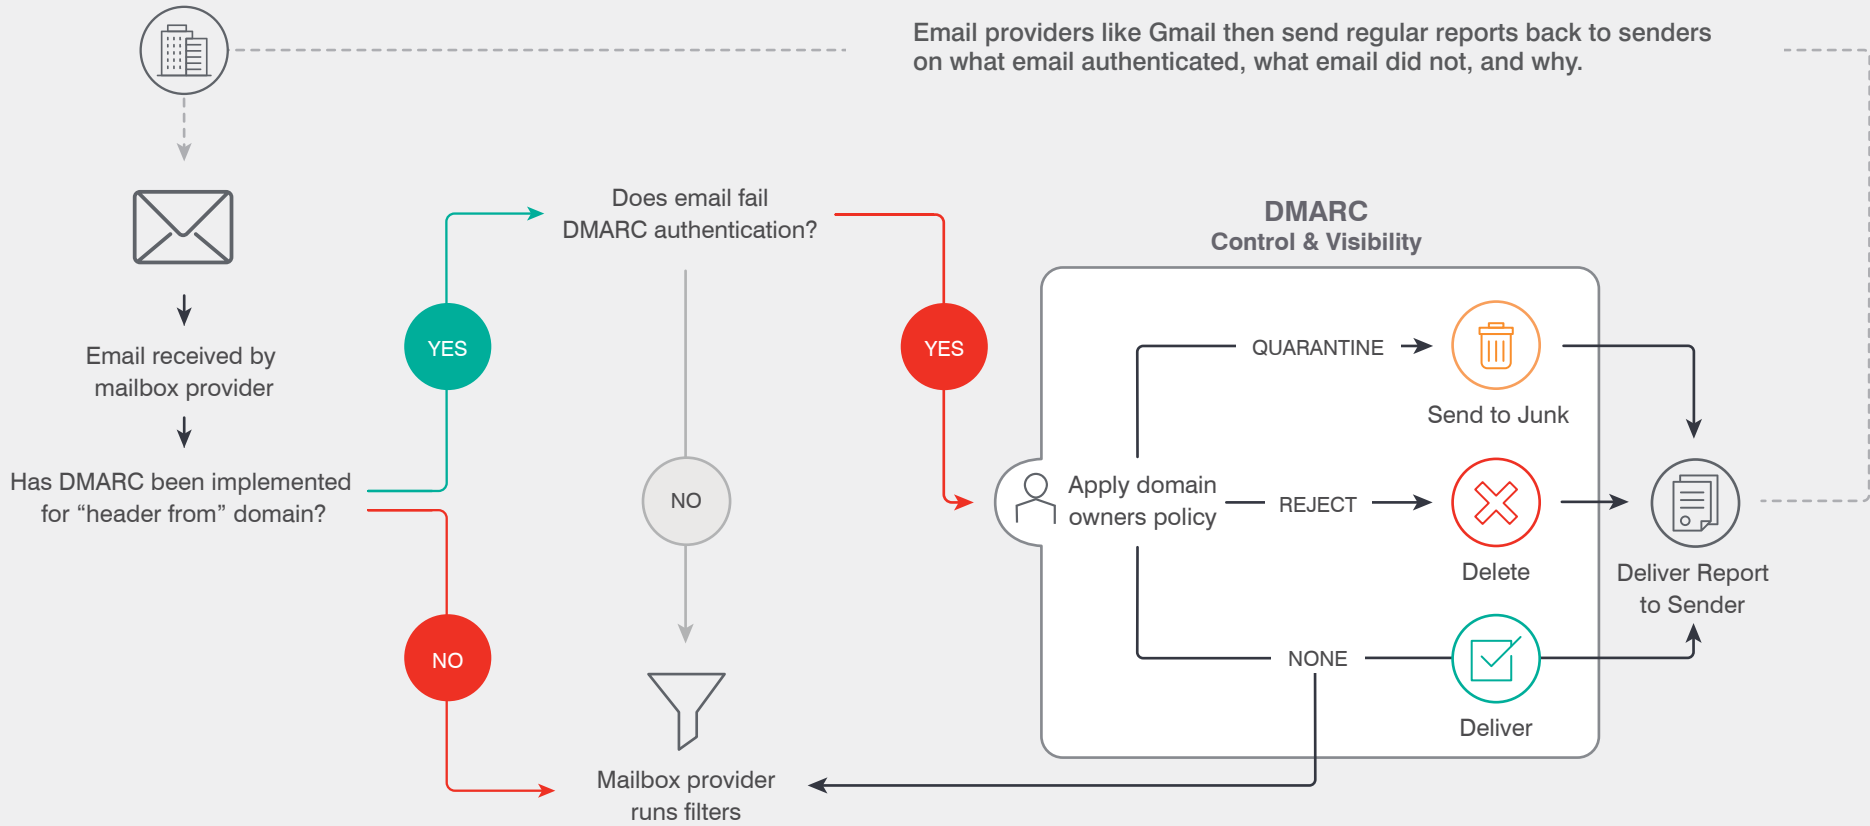 Email providers like Gmail then send regular reports back to senders
on what email authenticated, what email did not, and why.
Does email fail
DMARC authentication?
DMARC
Control & Visibility
YES
YES
Email received by
mailbox provider
QUARANTINE
Send to Junk
Has DMARC been implemented
for “header from” domain?
NO
Apply domain
owners policy
REJECT
Delete
Deliver Report
to Sender
NO
NONE
Deliver
Mailbox provider
runs filters